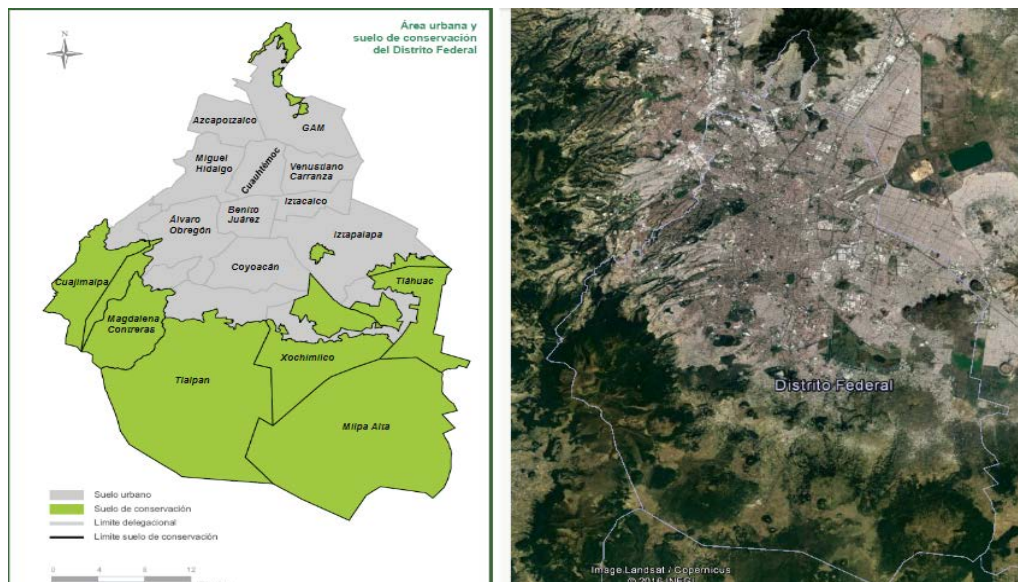 Área urbana y
suelo de conservación
del Distrito Federal
N
Azcapotzalco
GAM
Miguel
Hidalgo
Cuauhtémoc
Venustiano
Carranza
Iztacalco
Benito
Juárez
Álvaro
Obregón
Iztapalapa
Coyoacán
Cuajimalpa
Tláhuac
Magdalena
Contreras
Xochimilco
Tlalpan
Milpa Alta
Suelo urbano
Suelo de conservación
Límite delegacional
Límite suelo de conservación
0 4 8 12
Distrito Federal
Image Landsat / Copernicus
© 2016 INEGI